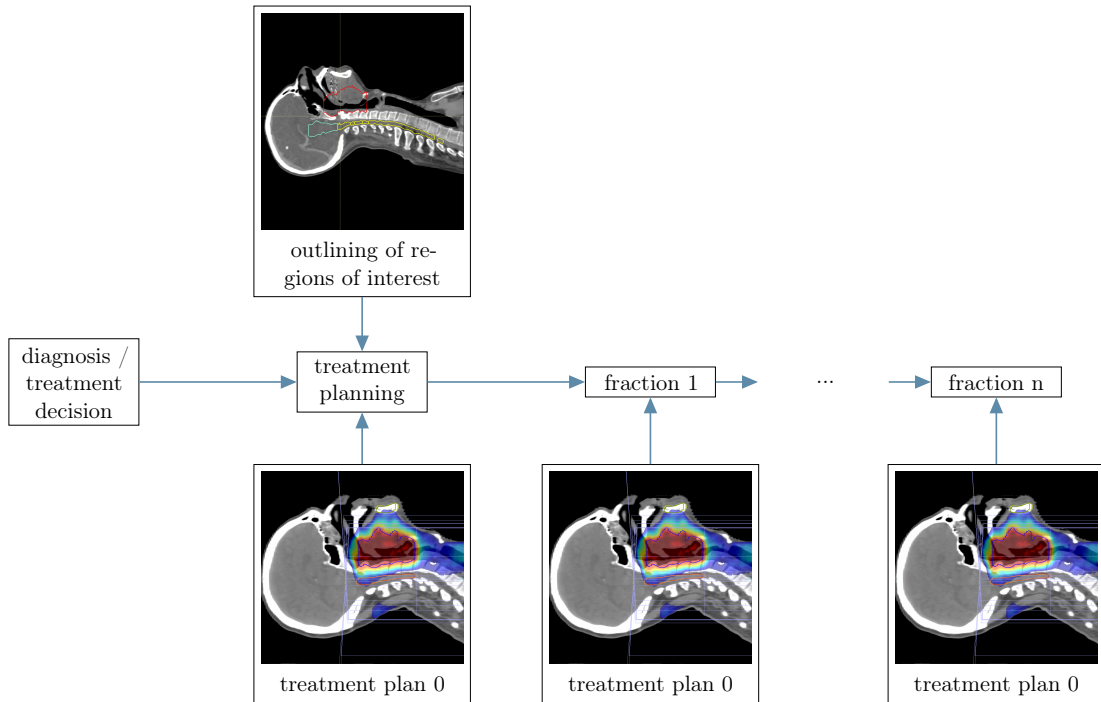 outlining of re-
gions of interest
diagnosis /
treatment
decision
treatment
planning
fraction 1
...
fraction n
treatment plan 0
treatment plan 0
treatment plan 0